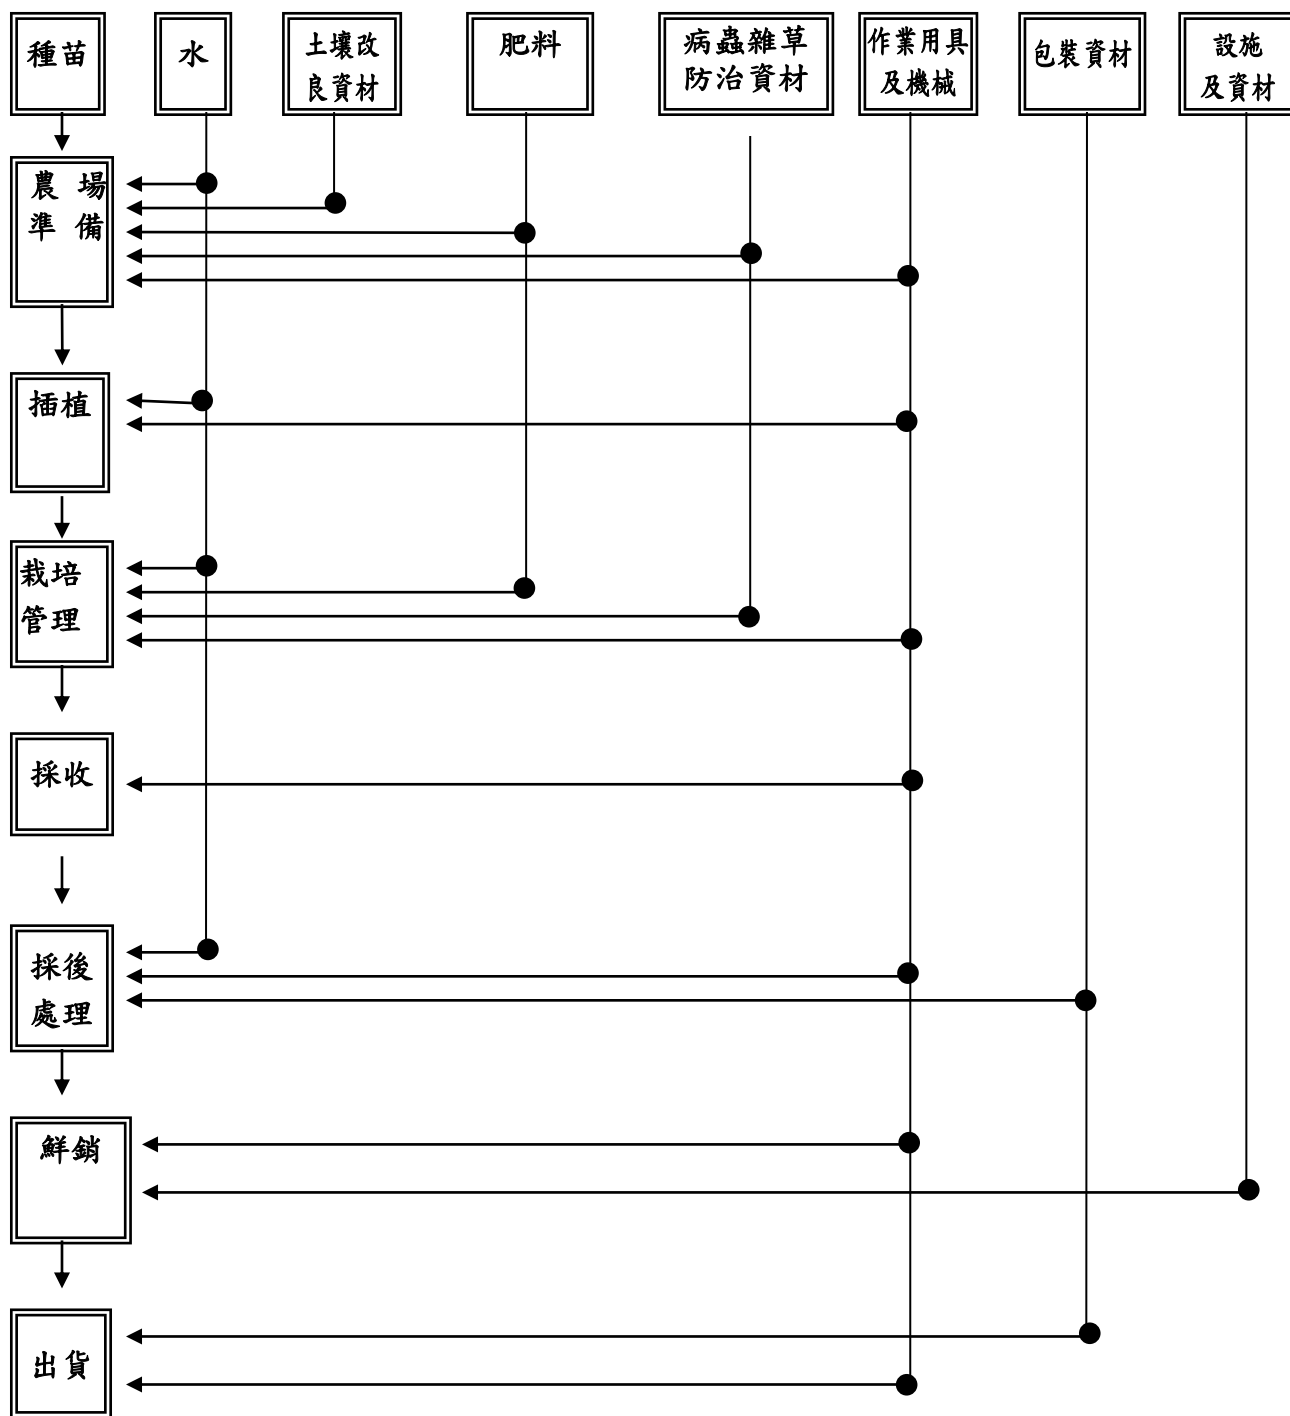 種苗
水
土壤改
良資材
肥料
病蟲雜草
防治資材
作業用具
及機械
包裝資材
設施
及資材
農 場
準 備
插植
栽培
管理
採收
採後
處理
鮮銷
出貨